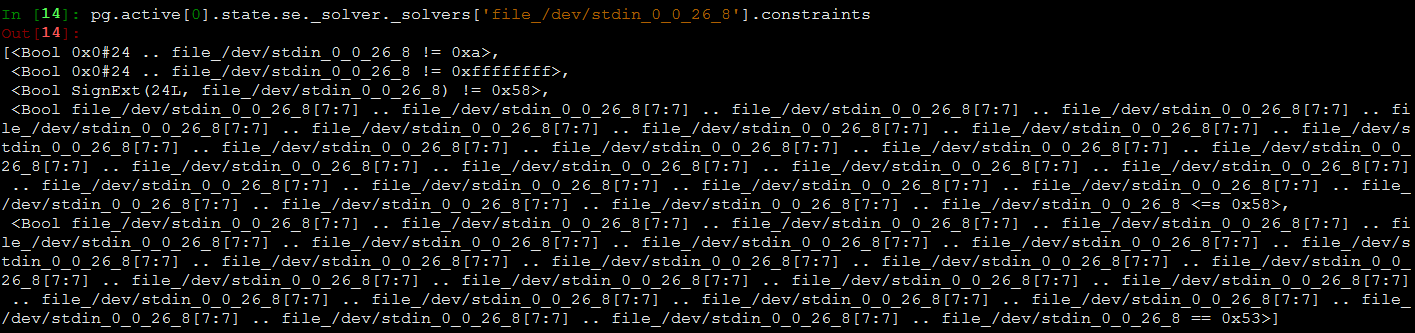 In [14]: pg.active[0].state.se._solver._solvers['file_/dev/stdin_0_0_26_8'].constraints
Out[14]:
[<Bool 0x0#24 .. file_/dev/stdin_0_0_26_8 != 0xa>,
 <Bool 0x0#24 .. file_/dev/stdin_0_0_26_8 != 0xffffffff>,
 <Bool SignExt(24L, file_/dev/stdin_0_0_26_8) != 0x58>,
 <Bool file_/dev/stdin_0_0_26_8[7:7] .. file_/dev/stdin_0_0_26_8[7:7] .. file_/dev/stdin_0_0_26_8[7:7] .. file_/dev/stdin_0_0_26_8[7:7] .. fi
le_/dev/stdin_0_0_26_8[7:7] .. file_/dev/stdin_0_0_26_8[7:7] .. file_/dev/stdin_0_0_26_8[7:7] .. file_/dev/stdin_0_0_26_8[7:7] .. file_/dev/s
tdin_0_0_26_8[7:7] .. file_/dev/stdin_0_0_26_8[7:7] .. file_/dev/stdin_0_0_26_8[7:7] .. file_/dev/stdin_0_0_26_8[7:7] .. file_/dev/stdin_0_0_
26_8[7:7] .. file_/dev/stdin_0_0_26_8[7:7] .. file_/dev/stdin_0_0_26_8[7:7] .. file_/dev/stdin_0_0_26_8[7:7] .. file_/dev/stdin_0_0_26_8[7:7]
 .. file_/dev/stdin_0_0_26_8[7:7] .. file_/dev/stdin_0_0_26_8[7:7] .. file_/dev/stdin_0_0_26_8[7:7] .. file_/dev/stdin_0_0_26_8[7:7] .. file_
/dev/stdin_0_0_26_8[7:7] .. file_/dev/stdin_0_0_26_8[7:7] .. file_/dev/stdin_0_0_26_8[7:7] .. file_/dev/stdin_0_0_26_8 <=s 0x58>,
 <Bool file_/dev/stdin_0_0_26_8[7:7] .. file_/dev/stdin_0_0_26_8[7:7] .. file_/dev/stdin_0_0_26_8[7:7] .. file_/dev/stdin_0_0_26_8[7:7] .. fi
le_/dev/stdin_0_0_26_8[7:7] .. file_/dev/stdin_0_0_26_8[7:7] .. file_/dev/stdin_0_0_26_8[7:7] .. file_/dev/stdin_0_0_26_8[7:7] .. file_/dev/s
tdin_0_0_26_8[7:7] .. file_/dev/stdin_0_0_26_8[7:7] .. file_/dev/stdin_0_0_26_8[7:7] .. file_/dev/stdin_0_0_26_8[7:7] .. file_/dev/stdin_0_0_
26_8[7:7] .. file_/dev/stdin_0_0_26_8[7:7] .. file_/dev/stdin_0_0_26_8[7:7] .. file_/dev/stdin_0_0_26_8[7:7] .. file_/dev/stdin_0_0_26_8[7:7]
 .. file_/dev/stdin_0_0_26_8[7:7] .. file_/dev/stdin_0_0_26_8[7:7] .. file_/dev/stdin_0_0_26_8[7:7] .. file_/dev/stdin_0_0_26_8[7:7] .. file_
/dev/stdin_0_0_26_8[7:7] .. file_/dev/stdin_0_0_26_8[7:7] .. file_/dev/stdin_0_0_26_8[7:7] .. file_/dev/stdin_0_0_26_8 == 0x53>]